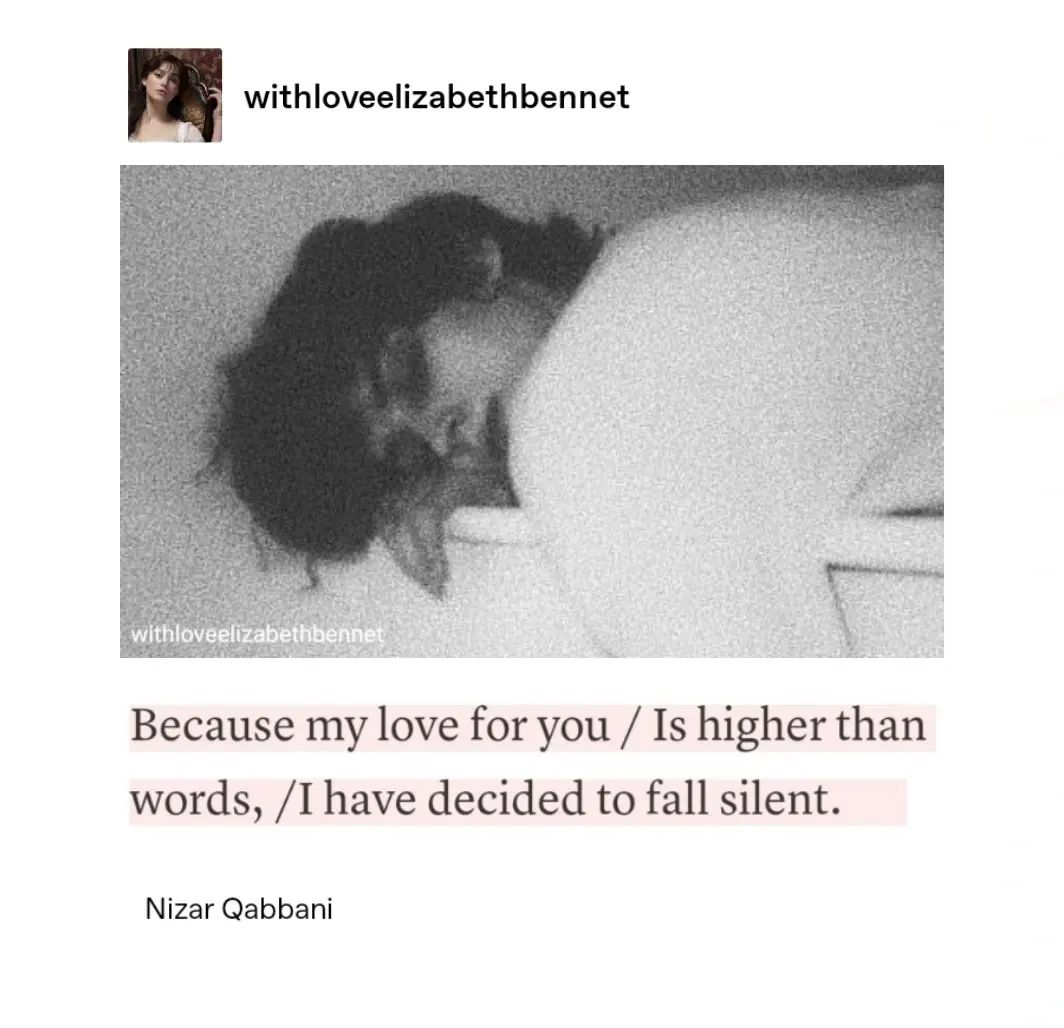 withloveelizabethbennet
withloveelizabethbennet
Because my love for you / Is higher than
words, /I have decided to fall silent.
Nizar Qabbani